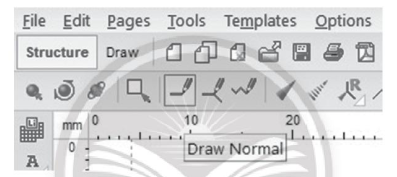 File Edit Pages Tools Templates Options
Structure Draw
R
mm 0 10 20
0
Draw Normal
A